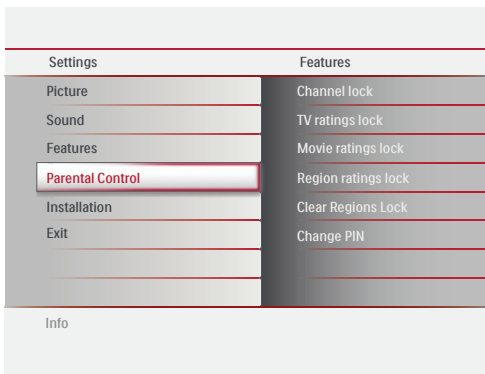 Settings
Features
Picture
Channel lock
Sound
TV ratings lock
Features
Movie ratings lock
Parental Control
Region ratings lock
Installation
Clear Regions Lock
Exit
Change PIN
Info